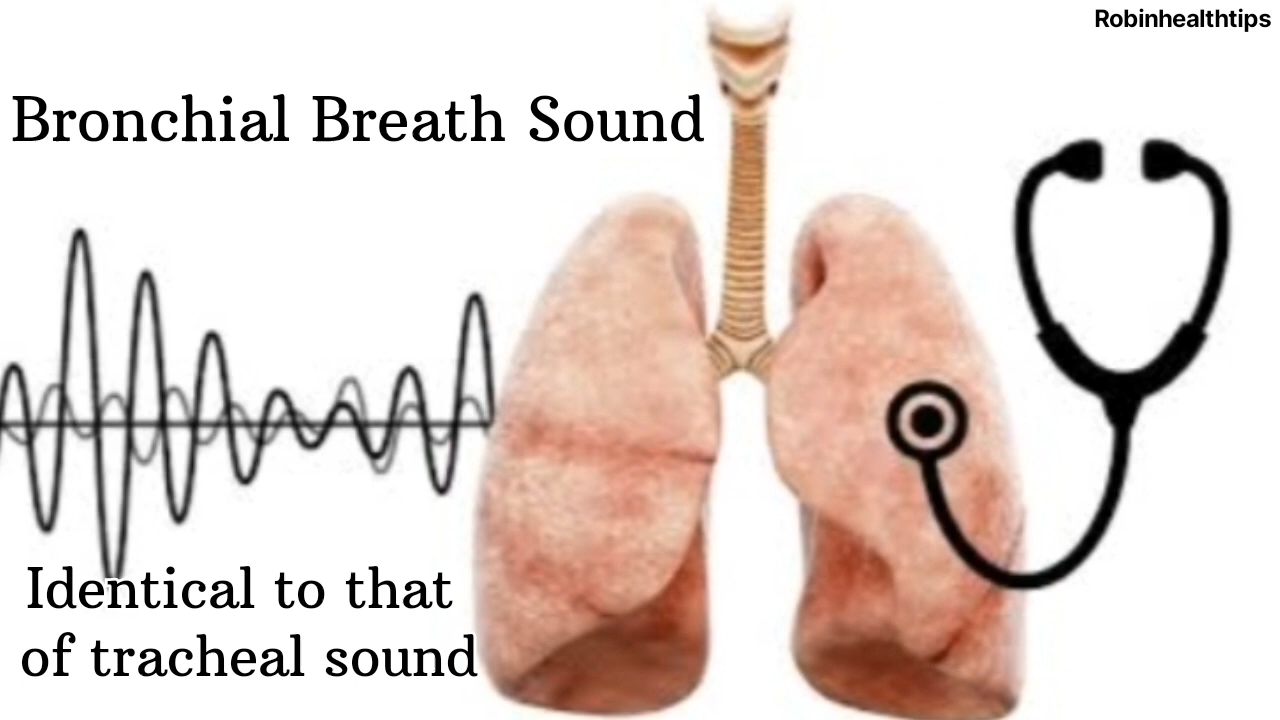 Robinhealthtips
Bronchial Breath Sound
Identical to that
of tracheal sound